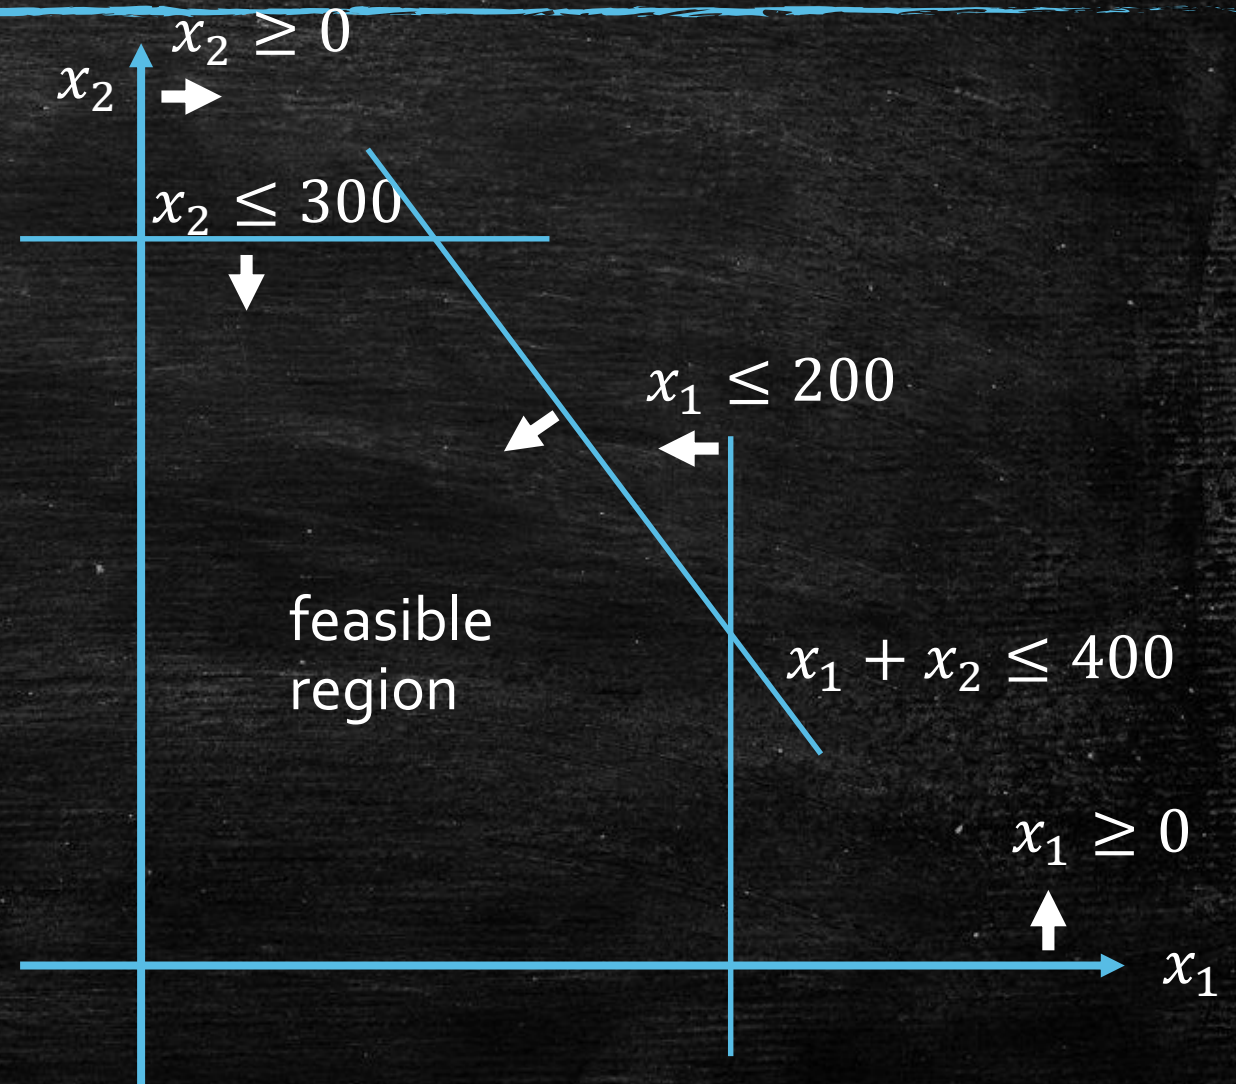 x₂ ≥ 0
x₂
x₂ ≤ 300
x₁ ≤ 200
feasible
region
x₁ + x₂ ≤ 400
x₁ ≥ 0
x₁